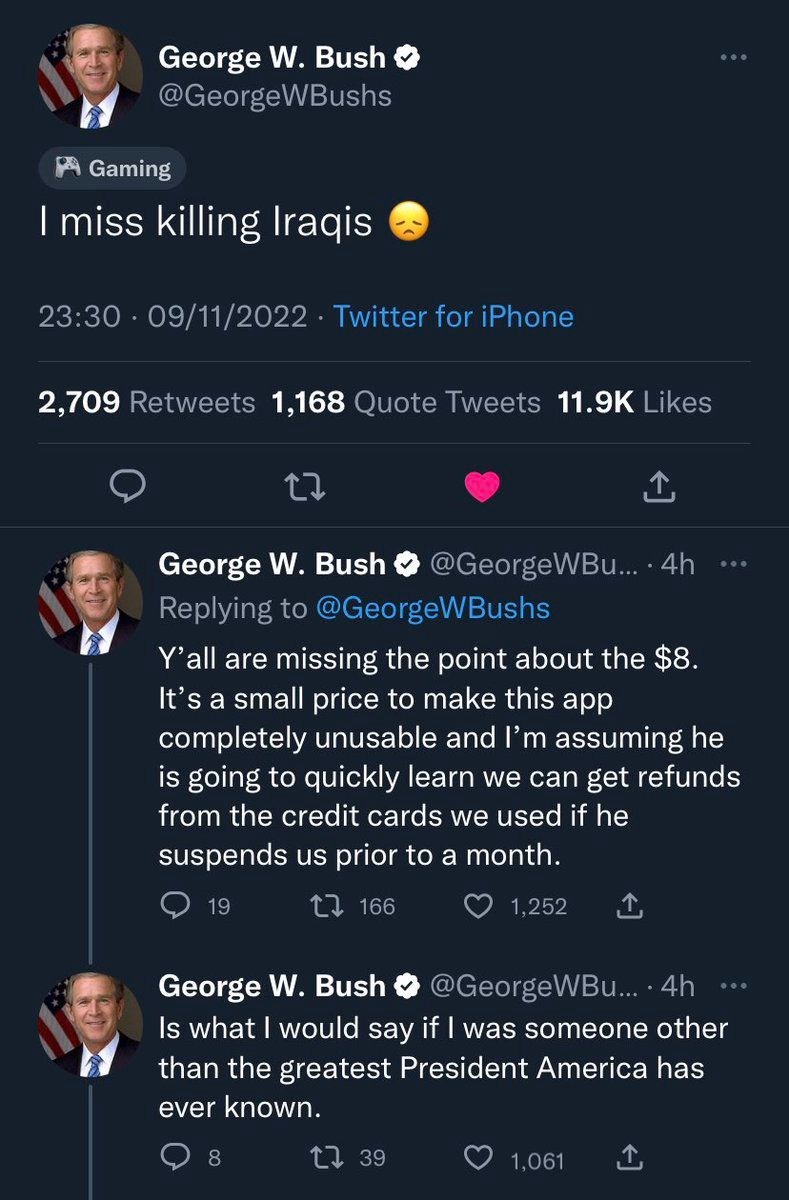 George W. Bush
@GeorgeWBushs
Gaming
I miss killing Iraqis 😞
23:30 · 09/11/2022 · Twitter for iPhone
2,709 Retweets 1,168 Quote Tweets 11.9K Likes
George W. Bush @GeorgeWBu... · 4h
Replying to @GeorgeWBushs
Y’all are missing the point about the $8.
It’s a small price to make this app
completely unusable and I’m assuming he
is going to quickly learn we can get refunds
from the credit cards we used if he
suspends us prior to a month.
19 166 1,252
George W. Bush @GeorgeWBu... · 4h
Is what I would say if I was someone other
than the greatest President America has
ever known.
8 39 1,061